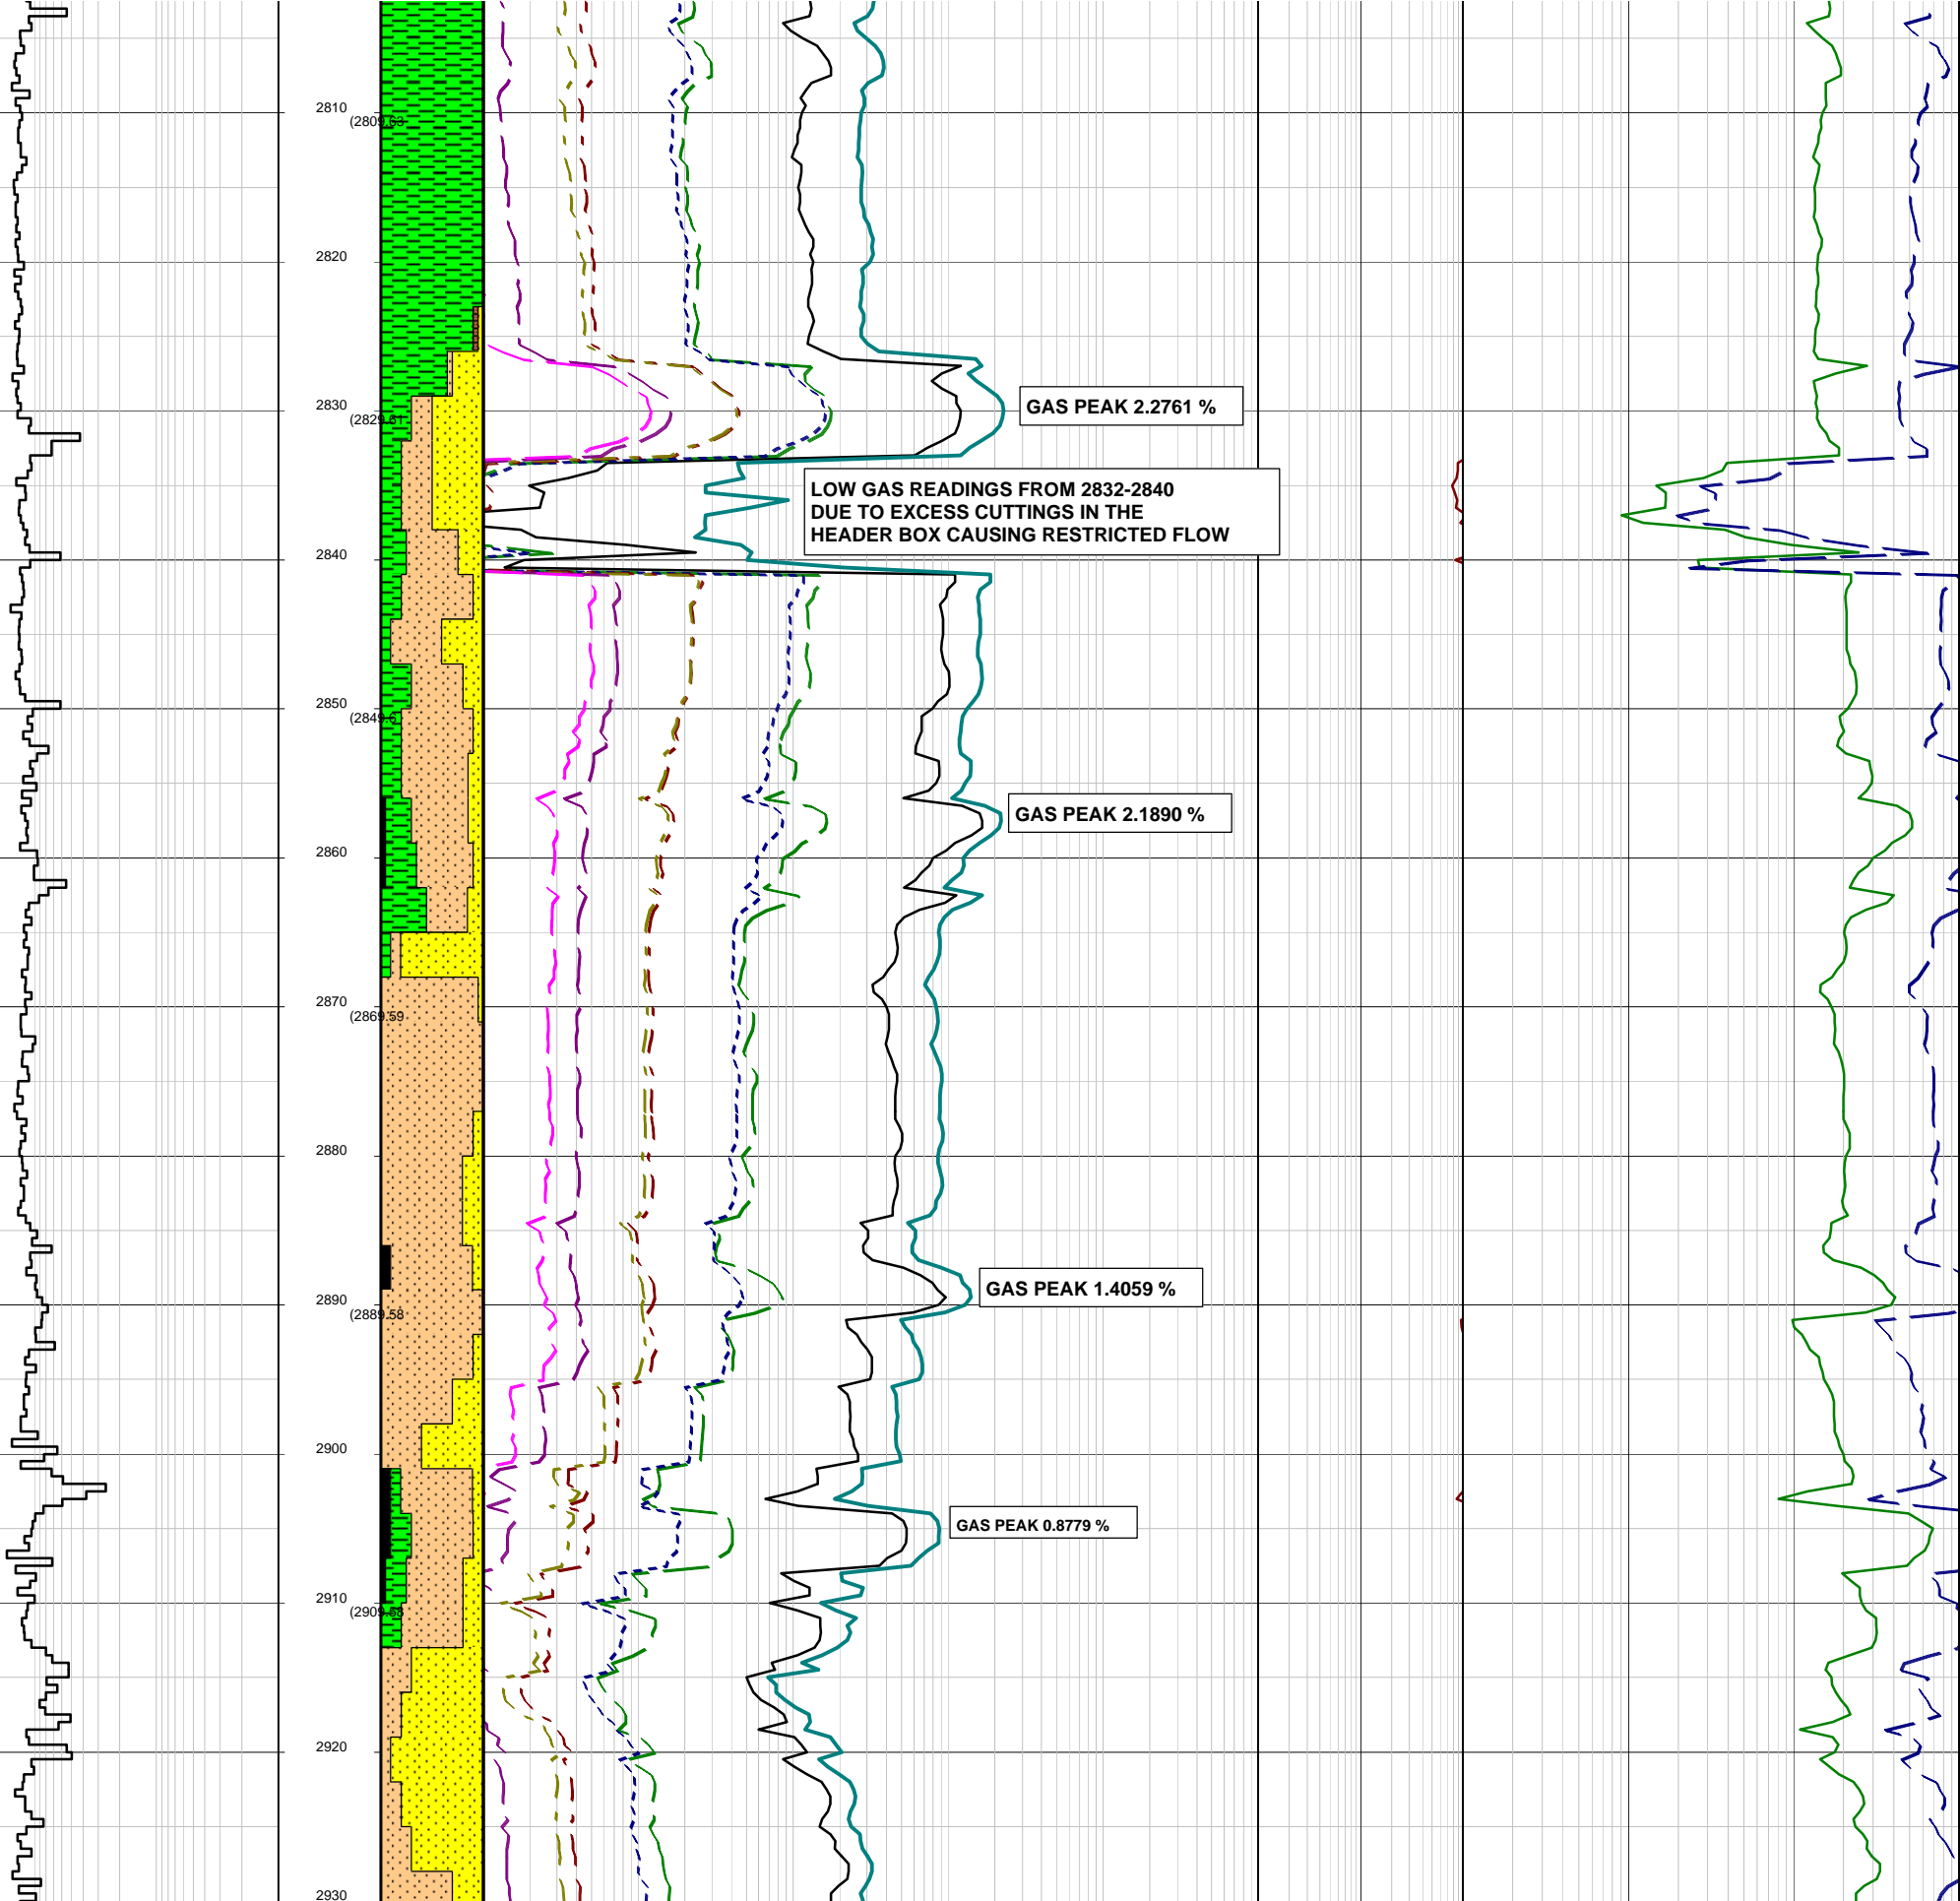 2810
(2809.63
2820
GAS PEAK 2.2761 %
2830
(2829.61
LOW GAS READINGS FROM 2832-2840
DUE TO EXCESS CUTTINGS IN THE
HEADER BOX CAUSING RESTRICTED FLOW
2840
2850
(2849.6
GAS PEAK 2.1890 %
2860
2870
(2869.59
2880
GAS PEAK 1.4059 %
2890
(2889.58
2900
GAS PEAK 0.8779 %
2910
(2909.58
2920
2930